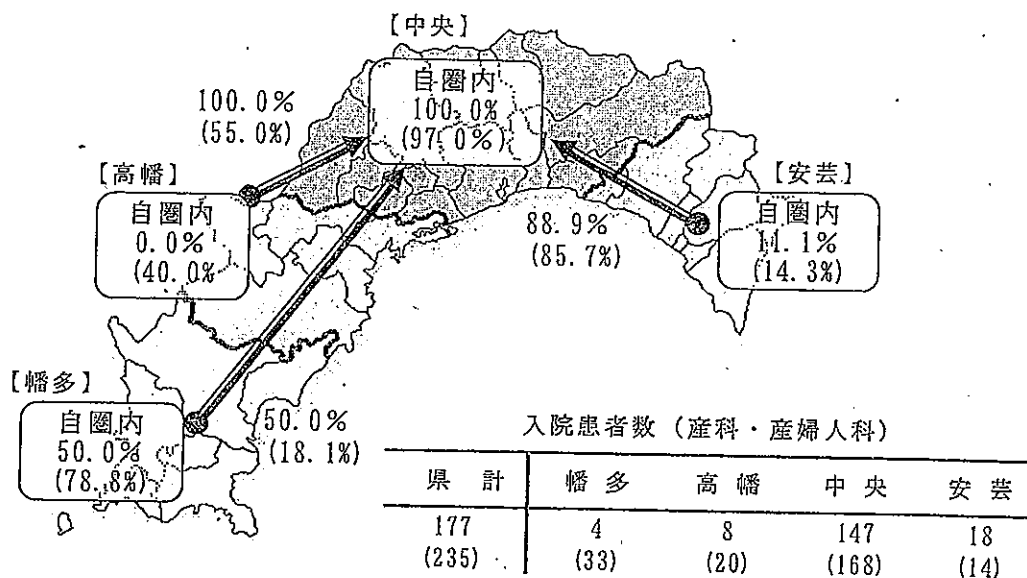 【中央】
自圏内
100.0%
(97.0%)
100.0%
(55.0%)
【高幡】
自圏内
0.0%
(40.0%
【安芸】
自圏内
11.1%
(14.3%)
88.9%
(85.7%)
【幡多】
自圏内
50.0%
(78.8%)
50.0%
(18.1%)
入院患者数（産科・産婦人科）
県計 幡多 高幡 中央 安芸
177 4 8 147 18
(235) (33) (20) (168) (14)